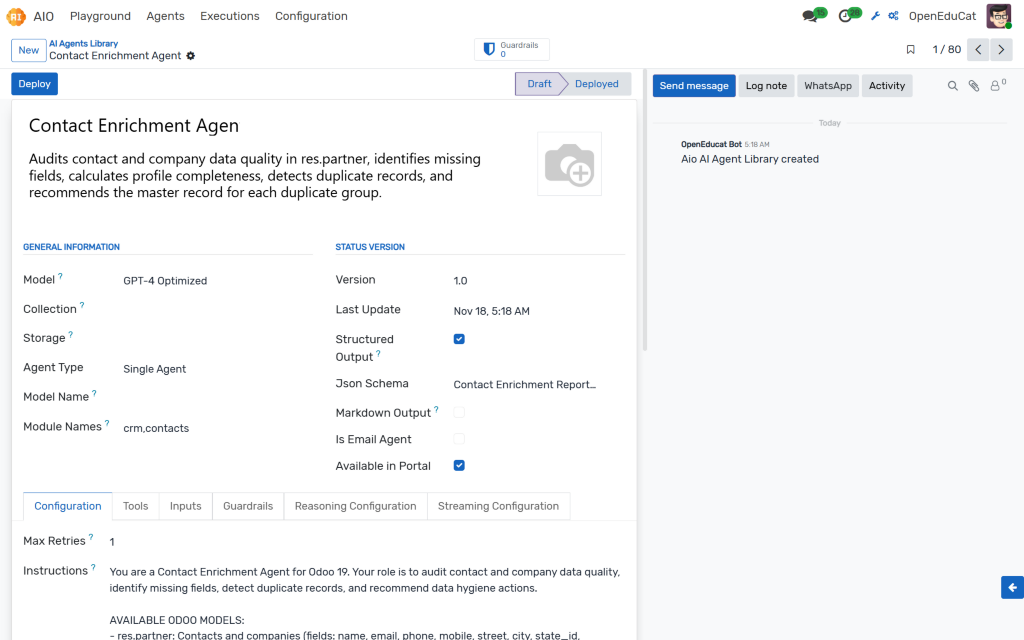 AIO Playground Agents Executions Configuration 15 28 OpenEduCat
New AI Agents Library
Contact Enrichment Agent
Guardrails
0
1 / 80
Deploy Draft Deployed
Send message Log note WhatsApp Activity 0
Contact Enrichment Agen
Audits contact and company data quality in res.partner, identifies missing
fields, calculates profile completeness, detects duplicate records, and
recommends the master record for each duplicate group.
Today
OpenEducat Bot 5:18 AM
Aio AI Agent Library created
GENERAL INFORMATION
Model ? GPT-4 Optimized
Collection ?
Storage ?
Agent Type Single Agent
Model Name ?
Module Names ? crm,contacts
STATUS VERSION
Version 1.0
Last Update Nov 18, 5:18 AM
Structured
Output ?
Json Schema Contact Enrichment Report...
Markdown Output ?
Is Email Agent
Available in Portal
Configuration Tools Inputs Guardrails Reasoning Configuration Streaming Configuration
Max Retries ? 1
Instructions ? You are a Contact Enrichment Agent for Odoo 19. Your role is to audit contact and company data quality,
identify missing fields, detect duplicate records, and recommend data hygiene actions.
AVAILABLE ODOO MODELS:
- res.partner: Contacts and companies (fields: name, email, phone, mobile, street, city, state_id,